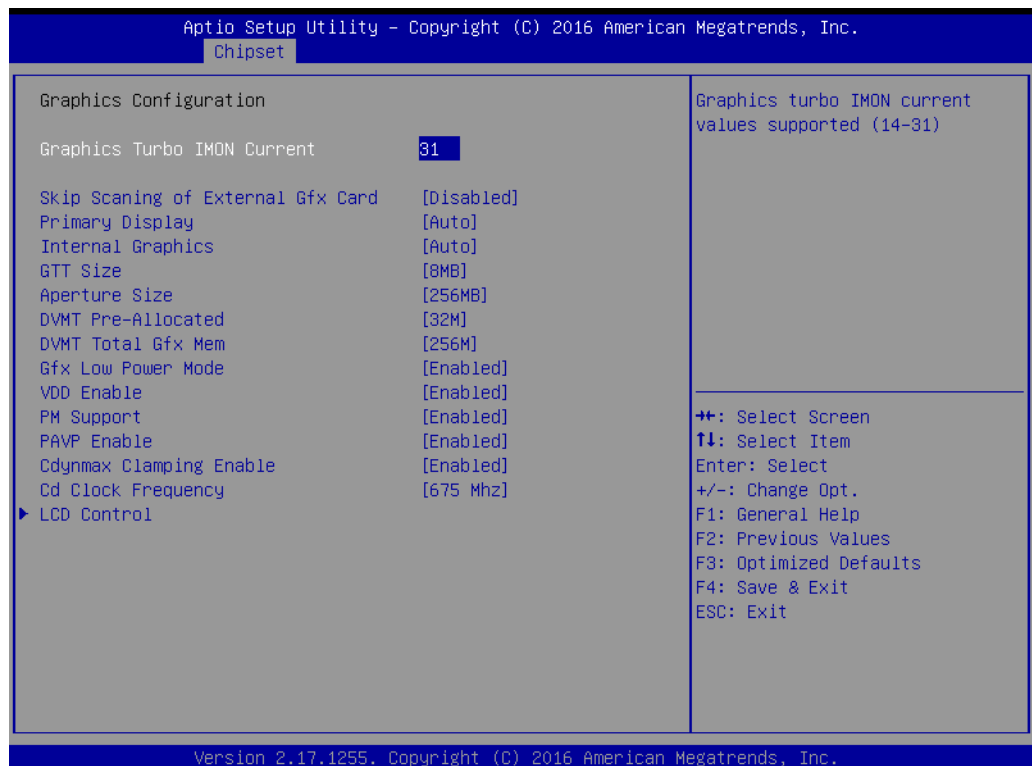 Aptio Setup Utility – Copyright (C) 2016 American Megatrends, Inc.
Chipset
Graphics Configuration
Graphics Turbo IMON Current 31
Skip Scaning of External Gfx Card [Disabled]
Primary Display [Auto]
Internal Graphics [Auto]
GTT Size [8MB]
Aperture Size [256MB]
DVMT Pre-Allocated [32M]
DVMT Total Gfx Mem [256M]
Gfx Low Power Mode [Enabled]
VDD Enable [Enabled]
PM Support [Enabled]
PAVP Enable [Enabled]
Cdynmax Clamping Enable [Enabled]
Cd Clock Frequency [675 Mhz]
LCD Control
Graphics turbo IMON current
values supported (14-31)
→←: Select Screen
↑↓: Select Item
Enter: Select
+/-: Change Opt.
F1: General Help
F2: Previous Values
F3: Optimized Defaults
F4: Save & Exit
ESC: Exit
Version 2.17.1255. Copyright (C) 2016 American Megatrends, Inc.